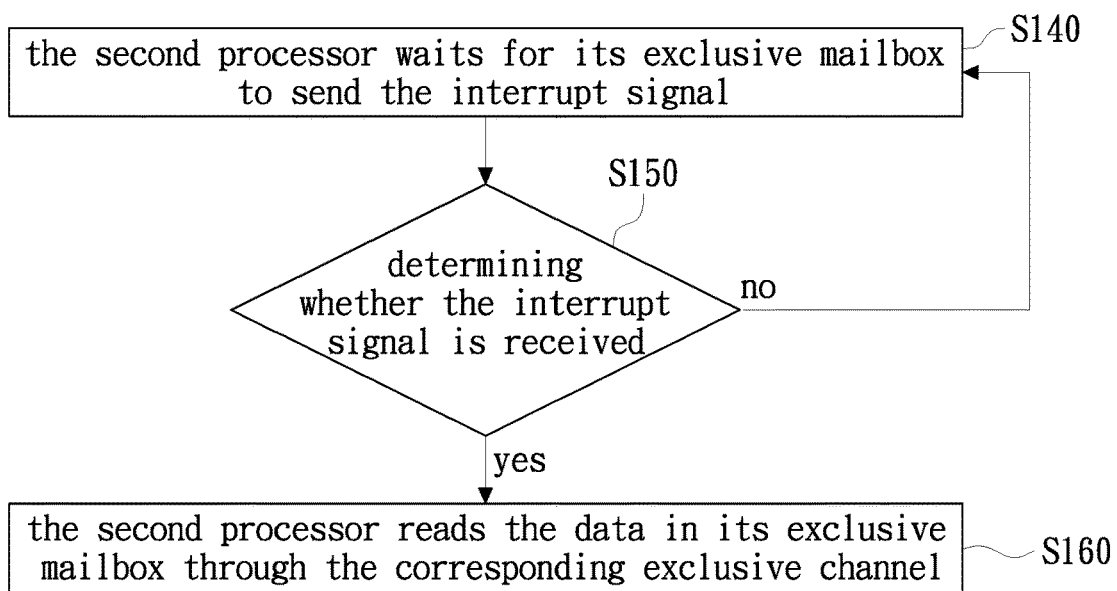 S140
the second processor waits for its exclusive mailbox
to send the interrupt signal
S150
determining
whether the interrupt
signal is received
no
yes
the second processor reads the data in its exclusive
mailbox through the corresponding exclusive channel
S160